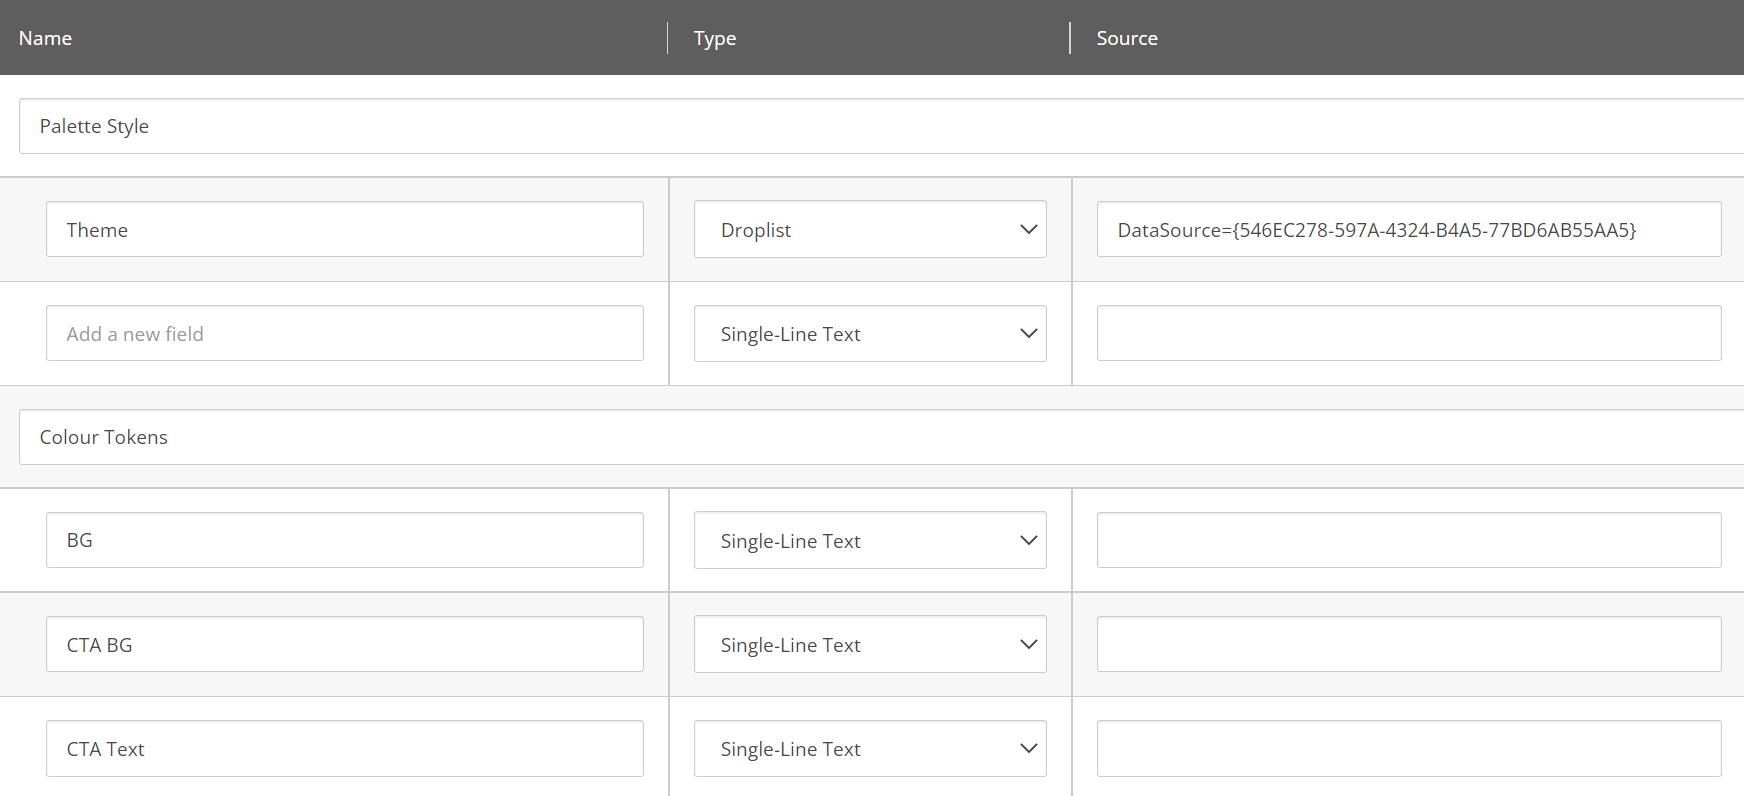 Name Type Source
Palette Style
Theme Droplist DataSource={546EC278-597A-4324-B4A5-77BD6AB55AA5}
Add a new field Single-Line Text
Colour Tokens
BG Single-Line Text
CTA BG Single-Line Text
CTA Text Single-Line Text